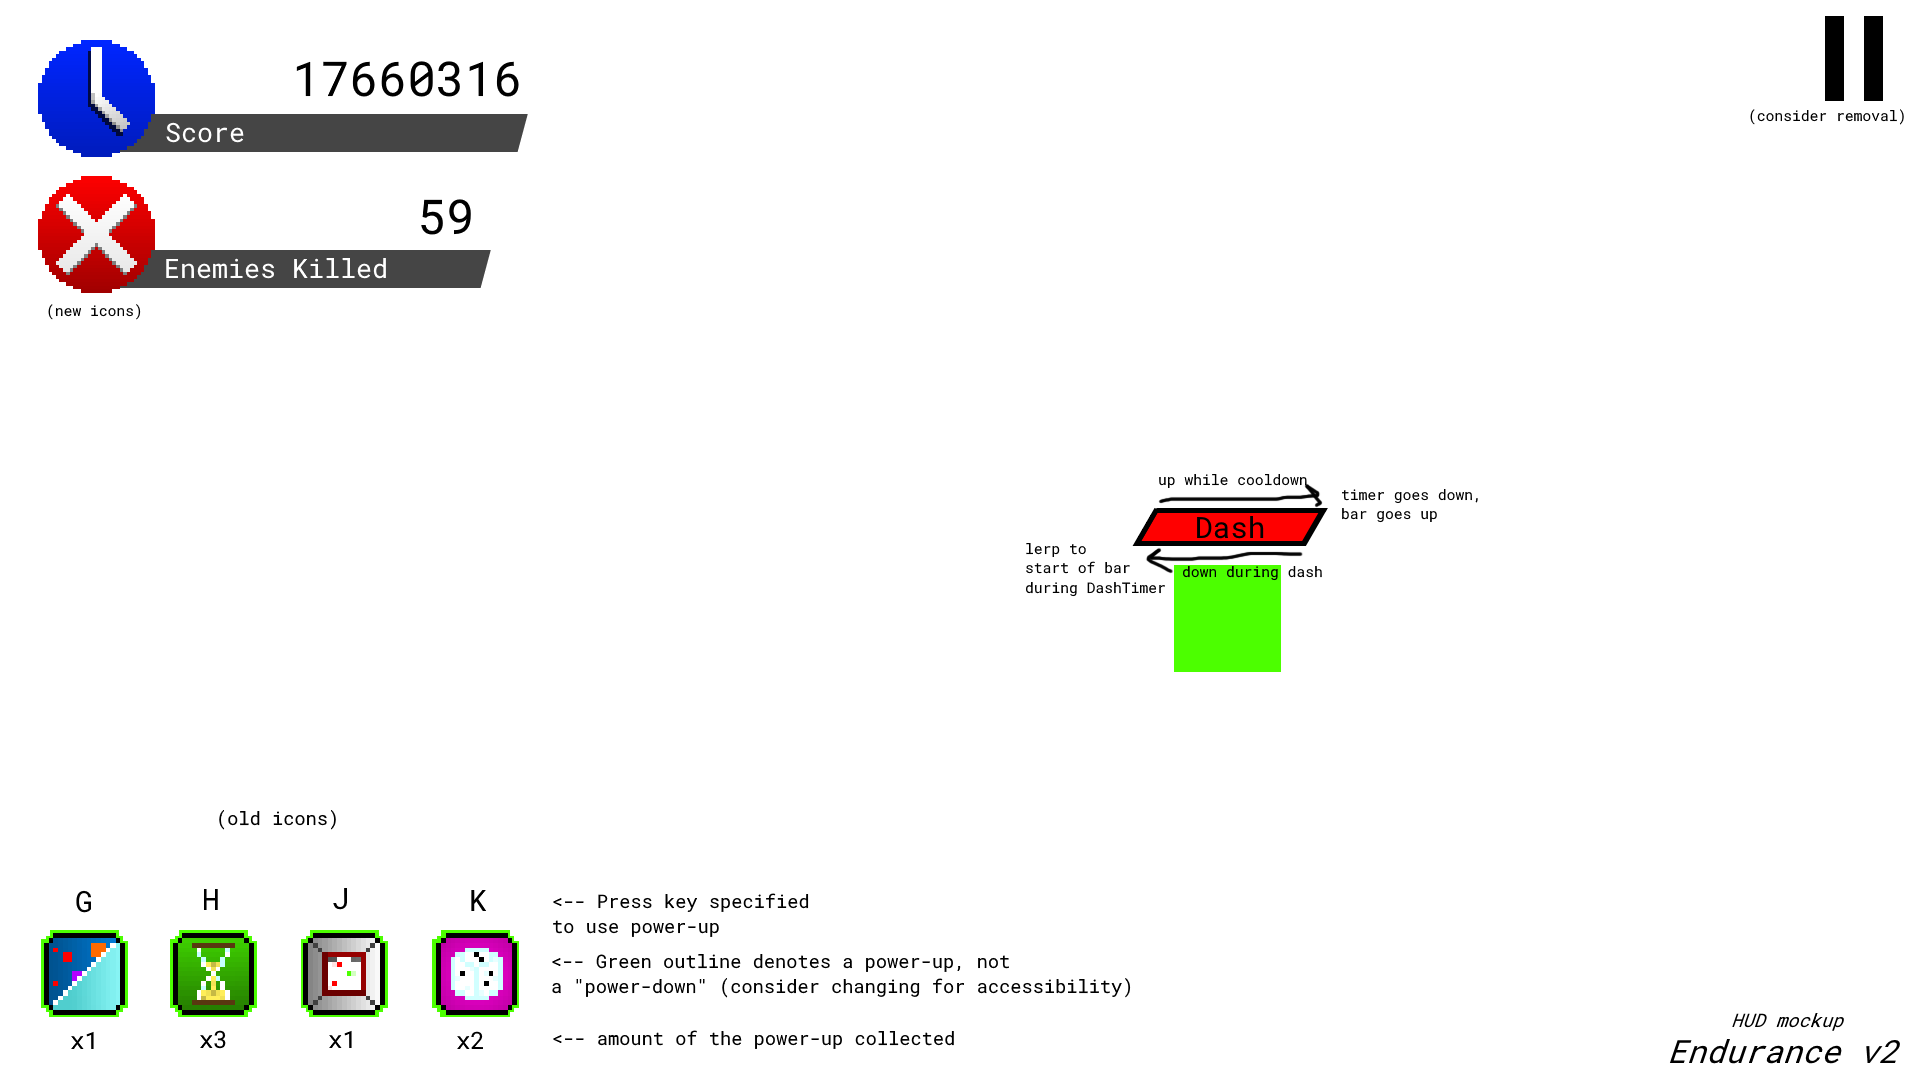 17660316
Score
59
Enemies Killed
(new icons)
(consider removal)
up while cooldown
timer goes down,
bar goes up
Dash
lerp to
start of bar
during DashTimer
down during dash
(old icons)
G H J K
<-- Press key specified
to use power-up
<-- Green outline denotes a power-up, not
a "power-down" (consider changing for accessibility)
x1 x3 x1 x2
<-- amount of the power-up collected
HUD mockup
Endurance v2